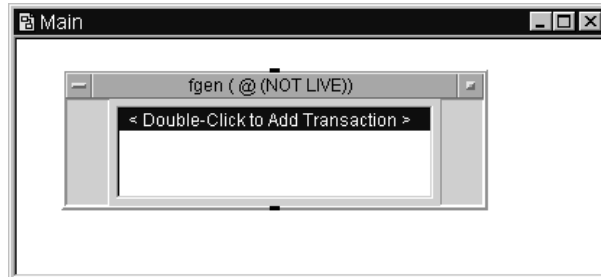 Main
fgen ( @ (NOT LIVE))
< Double-Click to Add Transaction >